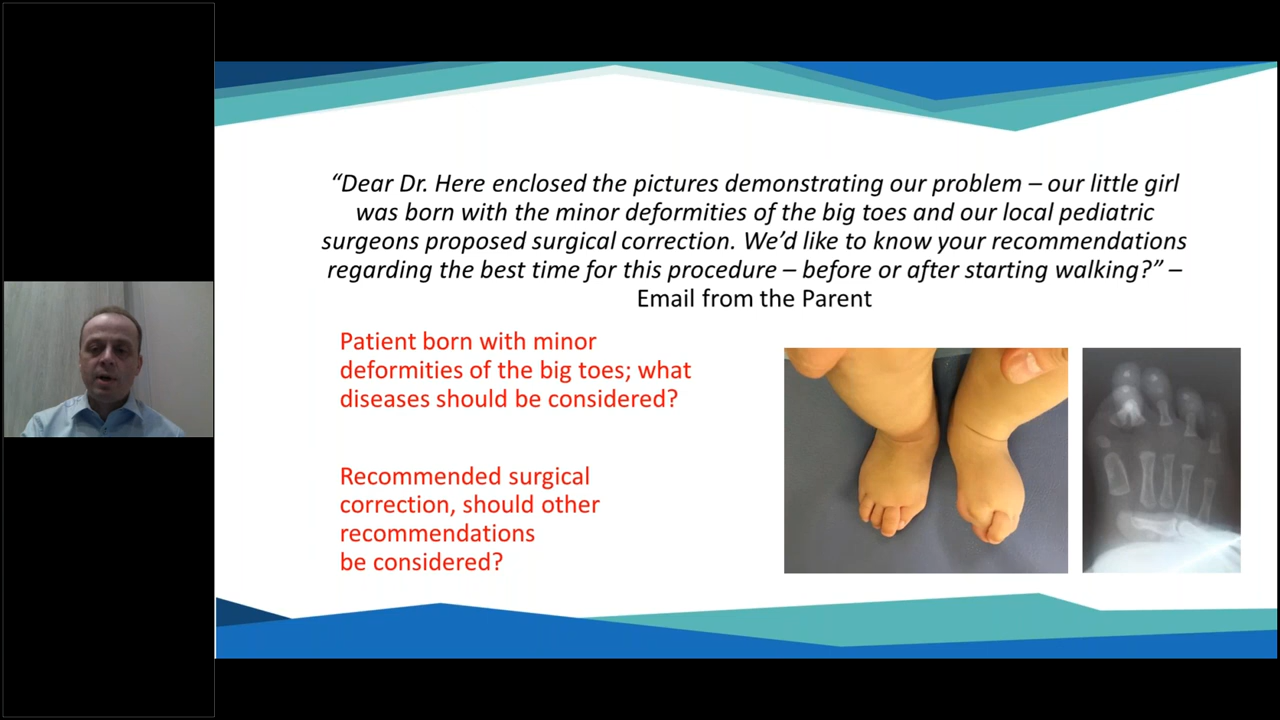 “Dear Dr. Here enclosed the pictures demonstrating our problem – our little girl
was born with the minor deformities of the big toes and our local pediatric
surgeons proposed surgical correction. We’d like to know your recommendations
regarding the best time for this procedure – before or after starting walking?” –
Email from the Parent
Patient born with minor
deformities of the big toes; what
diseases should be considered?
Recommended surgical
correction, should other
recommendations
be considered?